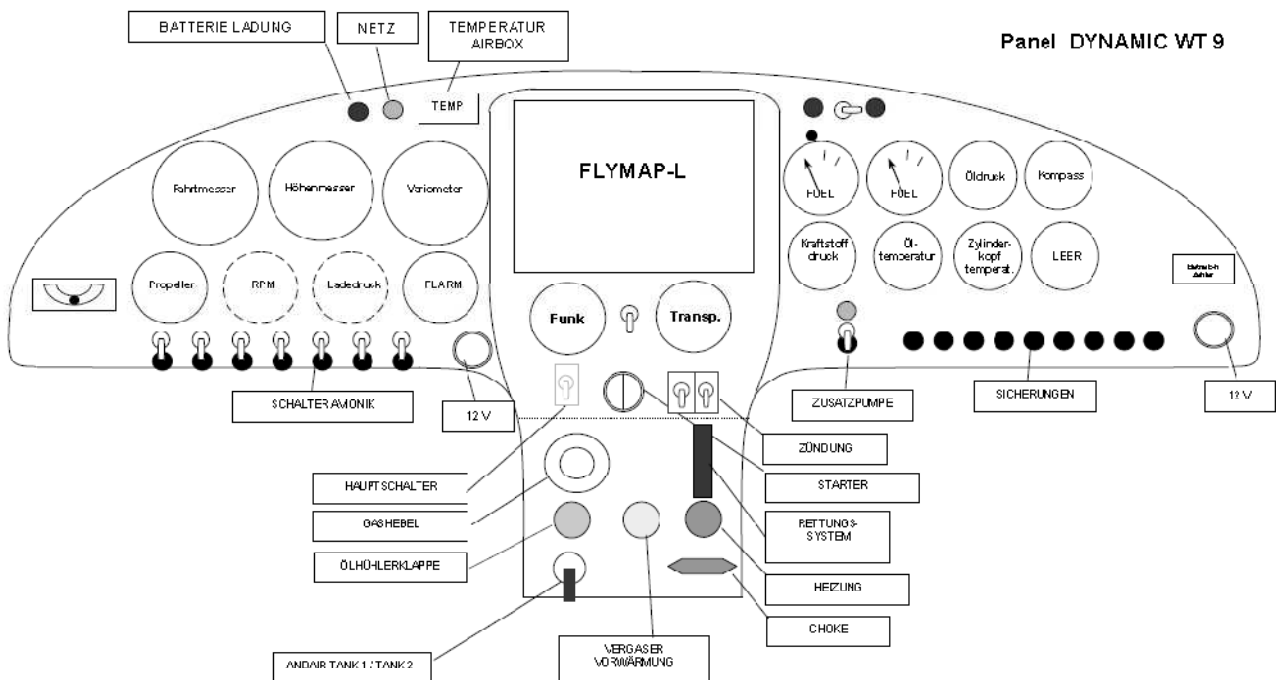 BATTERIE LADUNG
NETZ
TEMPERATUR
AIRBOX
Panel DYNAMIC WT 9
TEMP
FLYMAP-L
Fahrtmesser
Höhenmesser
Variometer
FUEL
FUEL
Öldruck
Kompass
Kraftstoff
druck
Öl-
temperatur
Zylinder-
kopf
temperat.
LEER
Propeller
RPM
Ladedruck
FLARM
Funk
Transp.
SCHALTER AVIONIK
12 V
ZUSATZPUMPE
SICHERUNGEN
12 V
ZÜNDUNG
HAUPTSCHALTER
STARTER
GASHEBEL
RETTUNGS-
SYSTEM
ÖLHÜHLERKLAPPE
HEIZUNG
CHOKE
VERGASER
VORWÄRMUNG
ANDAIR TANK 1 / TANK 2